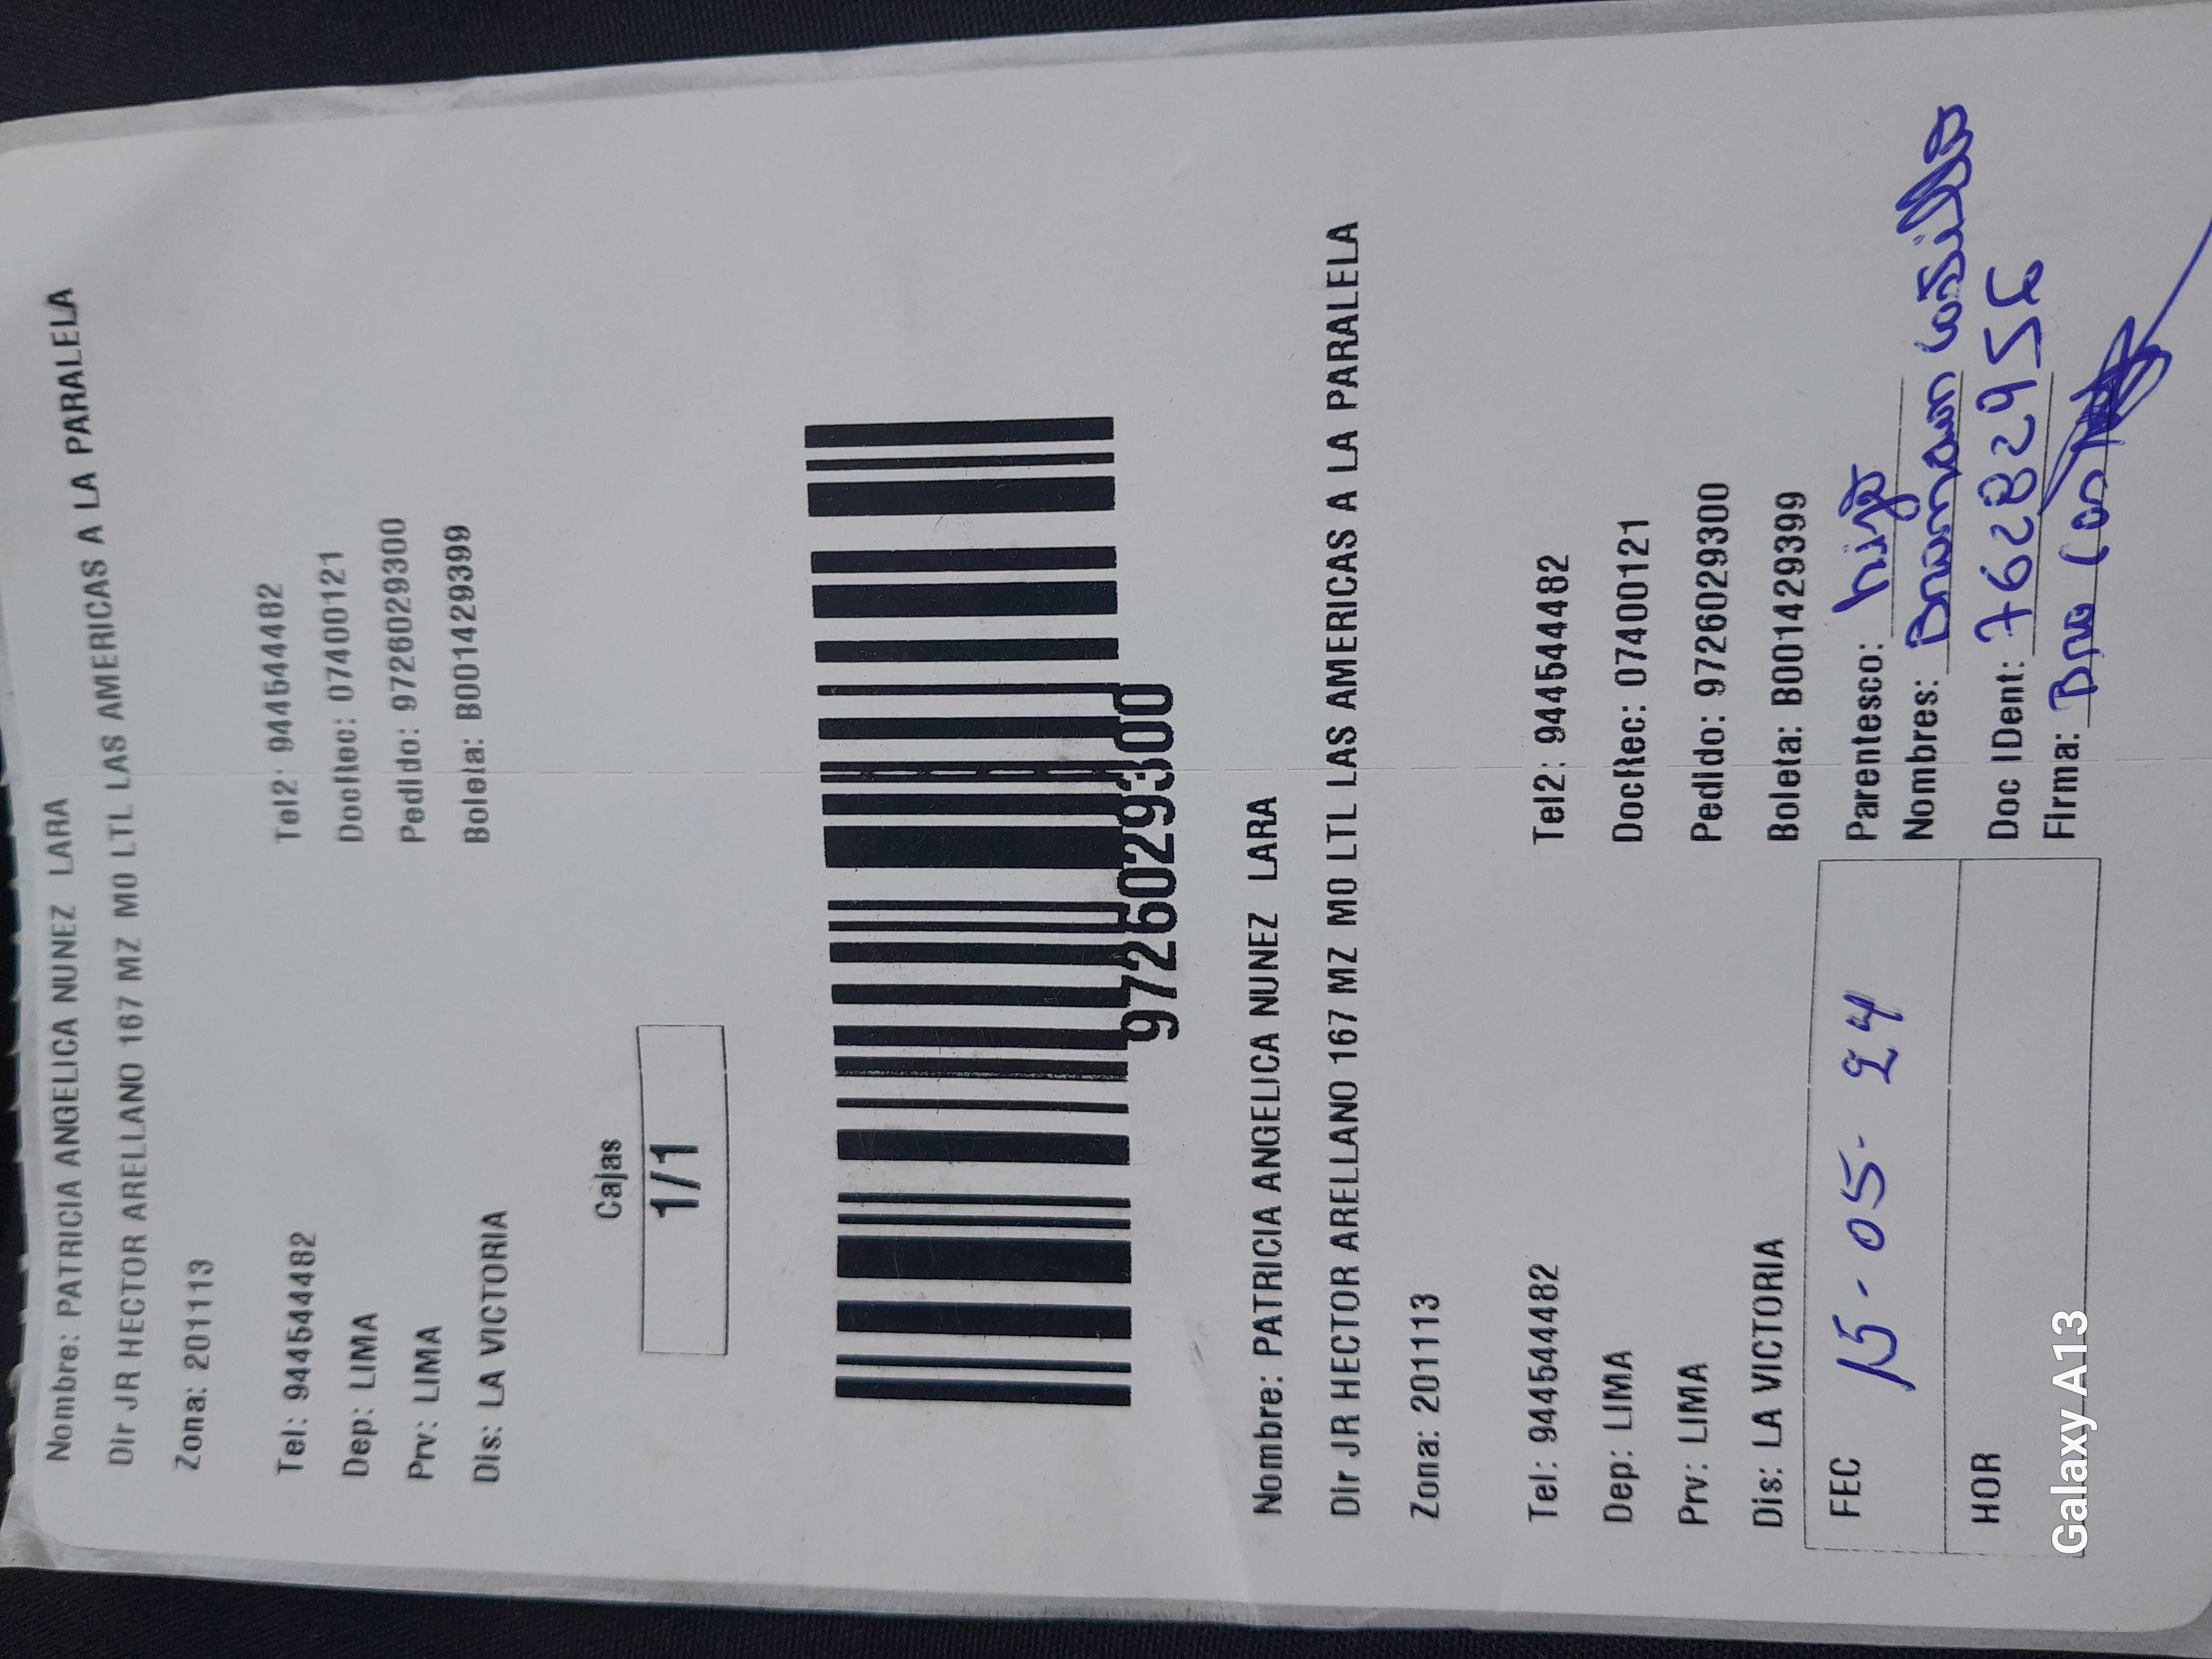 Nombre: PATRICIA ANGELICA NUNEZ LARA
Dir JR HECTOR ARELLANO 167 MZ M0 LTL LAS AMERICAS A LA PARALELA
Zona: 201113
Tel: 944544482 Tel2: 944544482
Dep: LIMA DocRec: 07400121
Prv: LIMA Pedido: 9726029300
Dis: LA VICTORIA Boleta: B001429399
Cajas
1/1
9726029300
Nombre: PATRICIA ANGELICA NUNEZ LARA
Dir JR HECTOR ARELLANO 167 MZ M0 LTL LAS AMERICAS A LA PARALELA
Zona: 201113
Tel: 944544482 Tel2: 944544482
Dep: LIMA DocRec: 07400121
Prv: LIMA Pedido: 9726029300
Dis: LA VICTORIA Boleta: B001429399
FEC 15-05-24 Parentesco: hijo
Nombres:
HOR Doc IDent: 76282956
Firma:
Galaxy A13